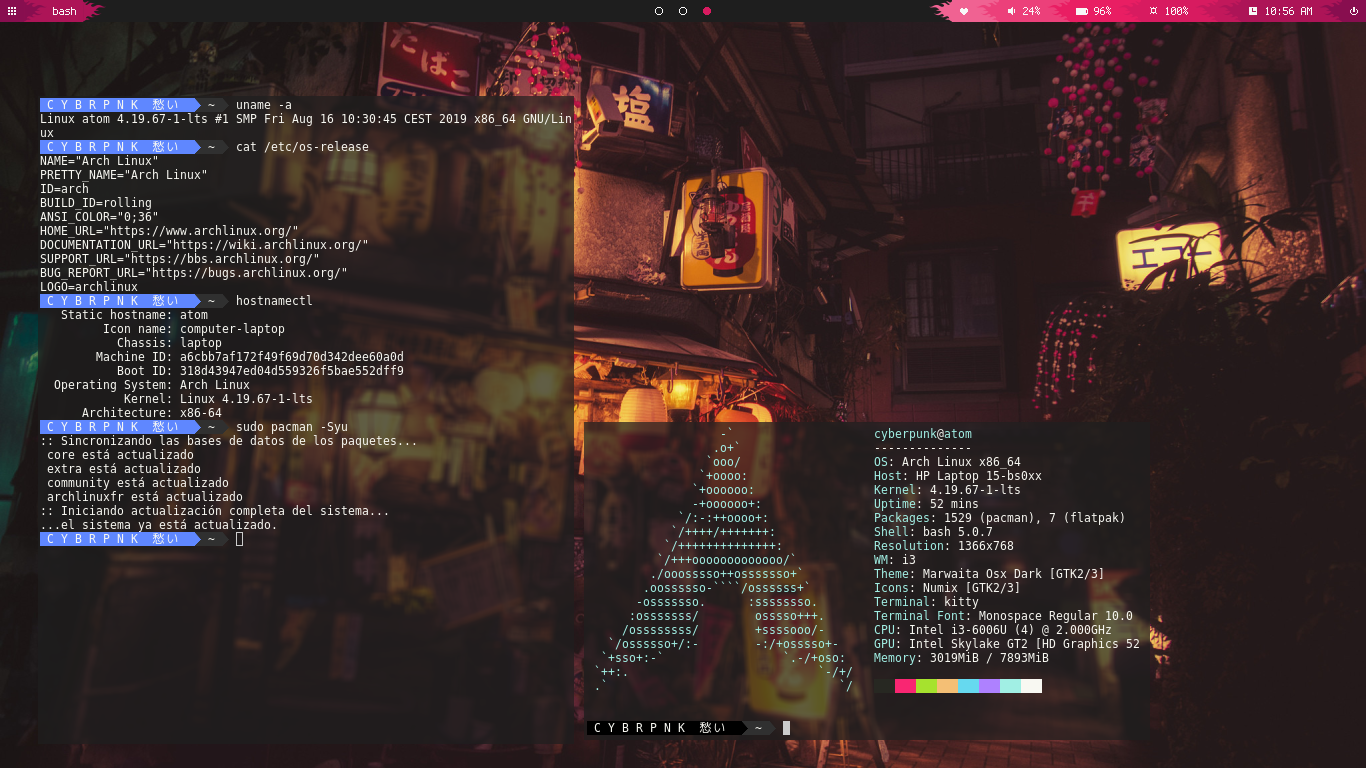 bash
24%
96%
100%
10:56 AM
たばこ
塩
C Y B R P N K 愁い ~ uname -a
Linux atom 4.19.67-1-lts #1 SMP Fri Aug 16 10:30:45 CEST 2019 x86_64 GNU/Lin
ux
C Y B R P N K 愁い ~ cat /etc/os-release
NAME="Arch Linux"
PRETTY_NAME="Arch Linux"
ID=arch
BUILD_ID=rolling
ANSI_COLOR="0;36"
HOME_URL="https://www.archlinux.org/"
DOCUMENTATION_URL="https://wiki.archlinux.org/"
SUPPORT_URL="https://bbs.archlinux.org/"
BUG_REPORT_URL="https://bugs.archlinux.org/"
LOGO=archlinux
C Y B R P N K 愁い ~ hostnamectl
Static hostname: atom
Icon name: computer-laptop
Chassis: laptop
Machine ID: a6cbb7af172f49f69d70d342dee60a0d
Boot ID: 318d43947ed04d559326f5bae552dff9
Operating System: Arch Linux
Kernel: Linux 4.19.67-1-lts
Architecture: x86-64
C Y B R P N K 愁い ~ sudo pacman -Syu
:: Sincronizando las bases de datos de los paquetes...
core está actualizado
extra está actualizado
community está actualizado
archlinuxfr está actualizado
:: Iniciando actualización completa del sistema...
...el sistema ya está actualizado.
C Y B R P N K 愁い ~
cyberpunk@atom
--------------
OS: Arch Linux x86_64
Host: HP Laptop 15-bs0xx
Kernel: 4.19.67-1-lts
Uptime: 52 mins
Packages: 1529 (pacman), 7 (flatpak)
Shell: bash 5.0.7
Resolution: 1366x768
WM: i3
Theme: Marwaita Osx Dark [GTK2/3]
Icons: Numix [GTK2/3]
Terminal: kitty
Terminal Font: Monospace Regular 10.0
CPU: Intel i3-6006U (4) @ 2.000GHz
GPU: Intel Skylake GT2 [HD Graphics 52
Memory: 3019MiB / 7893MiB
C Y B R P N K 愁い ~